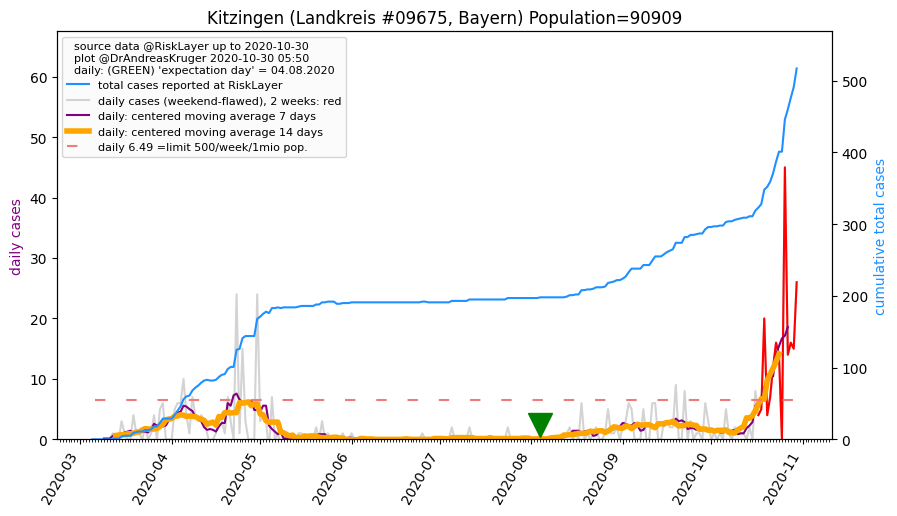 Kitzingen (Landkreis #09675, Bayern) Population=90909
source data @RiskLayer up to 2020-10-30
plot @DrAndreasKruger 2020-10-30 05:50
daily: (GREEN) 'expectation day' = 04.08.2020
total cases reported at RiskLayer
daily cases (weekend-flawed), 2 weeks: red
daily: centered moving average 7 days
daily: centered moving average 14 days
daily 6.49 =limit 500/week/1mio pop.
daily cases
60
50
40
30
20
10
0
cumulative total cases
500
400
300
200
100
0
2020-03
2020-04
2020-05
2020-06
2020-07
2020-08
2020-09
2020-10
2020-11